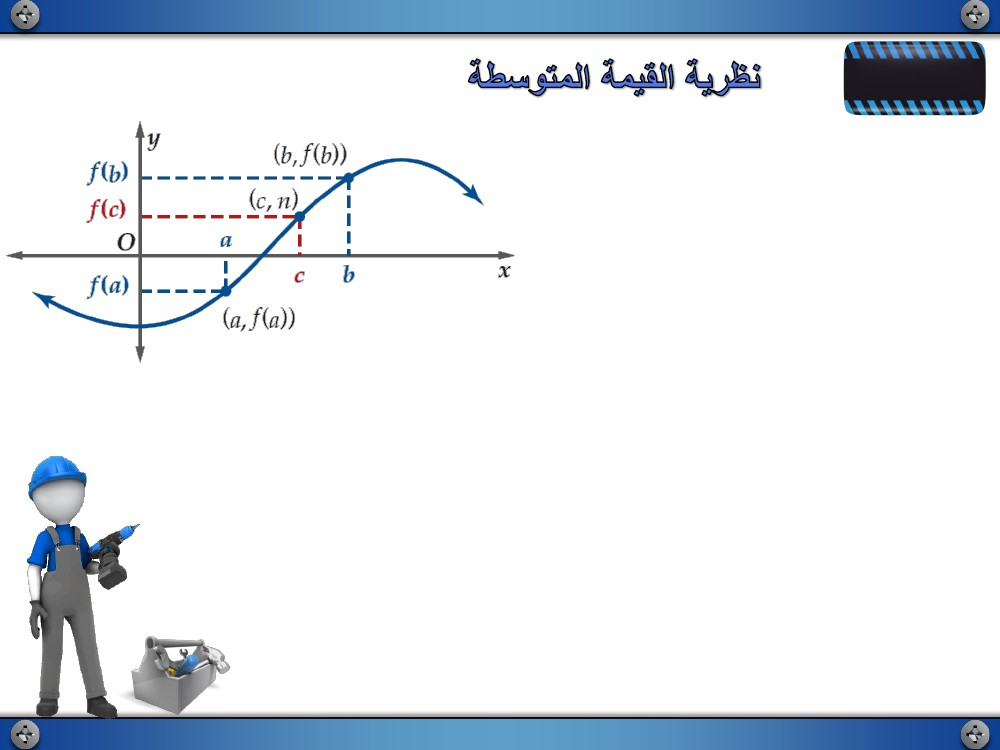 نظرية القيمة المتوسطة
y
(b, f(b))
f(b)
(c, n)
f(c)
O
a
c
b
x
f(a)
(a, f(a))